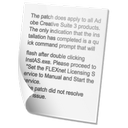 The patch does apply to all Ad
obe Creative Suite 3 products.
The only indication that the ins
tallation has completed is a qu
ick command prompt that will
flash after double clicking
instAS.exe. Please proceed to
"Set the FLEXnet Licensing S
ervice to Manual and Start the
ervice.
e patch did not resolve
issue.